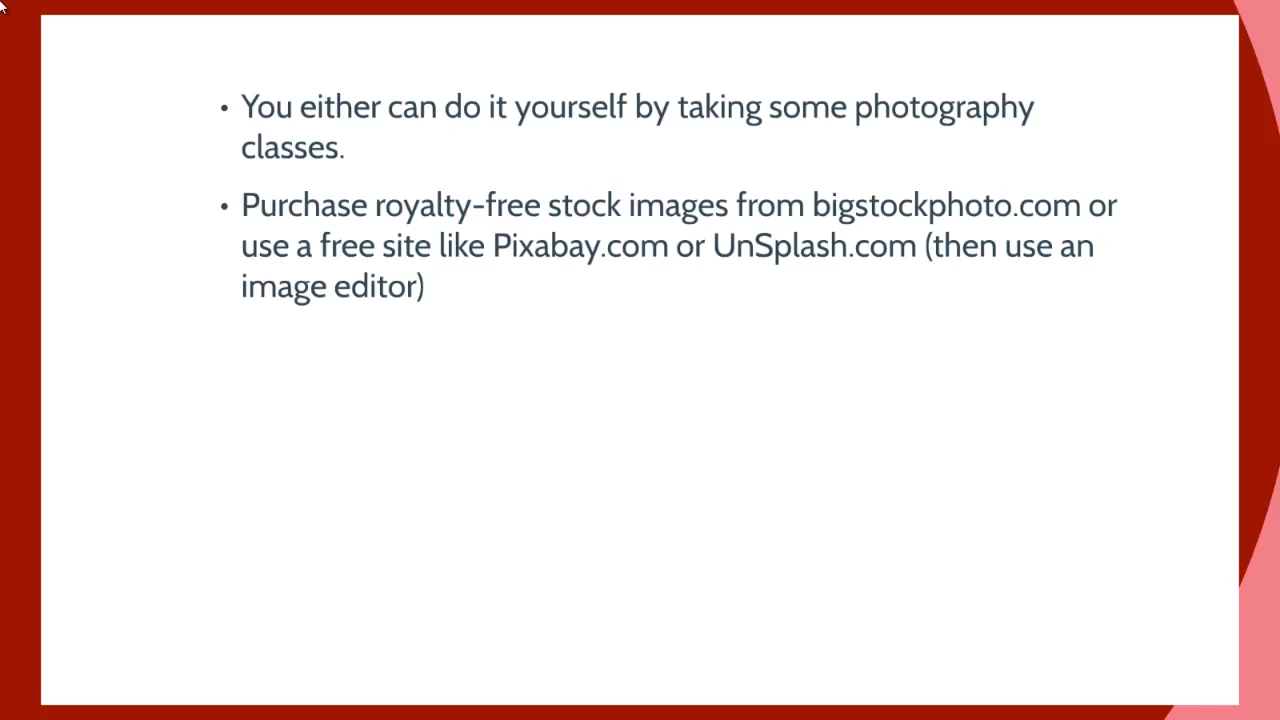 • You either can do it yourself by taking some photography
classes.
• Purchase royalty-free stock images from bigstockphoto.com or
use a free site like Pixabay.com or UnSplash.com (then use an
image editor)